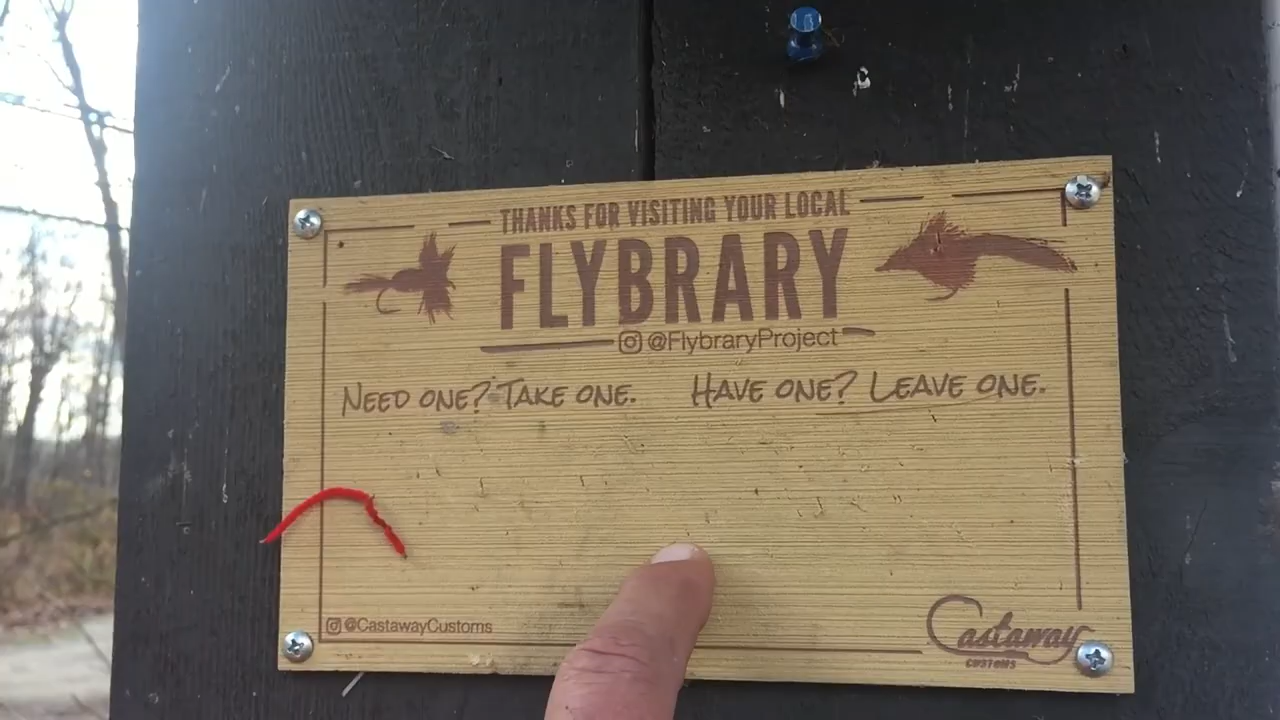 THANKS FOR VISITING YOUR LOCAL
FLYBRARY
@FlybraryProject
NEED ONE? TAKE ONE. HAVE ONE? LEAVE ONE.
@CastawayCustoms
Castaway
CUSTOMS